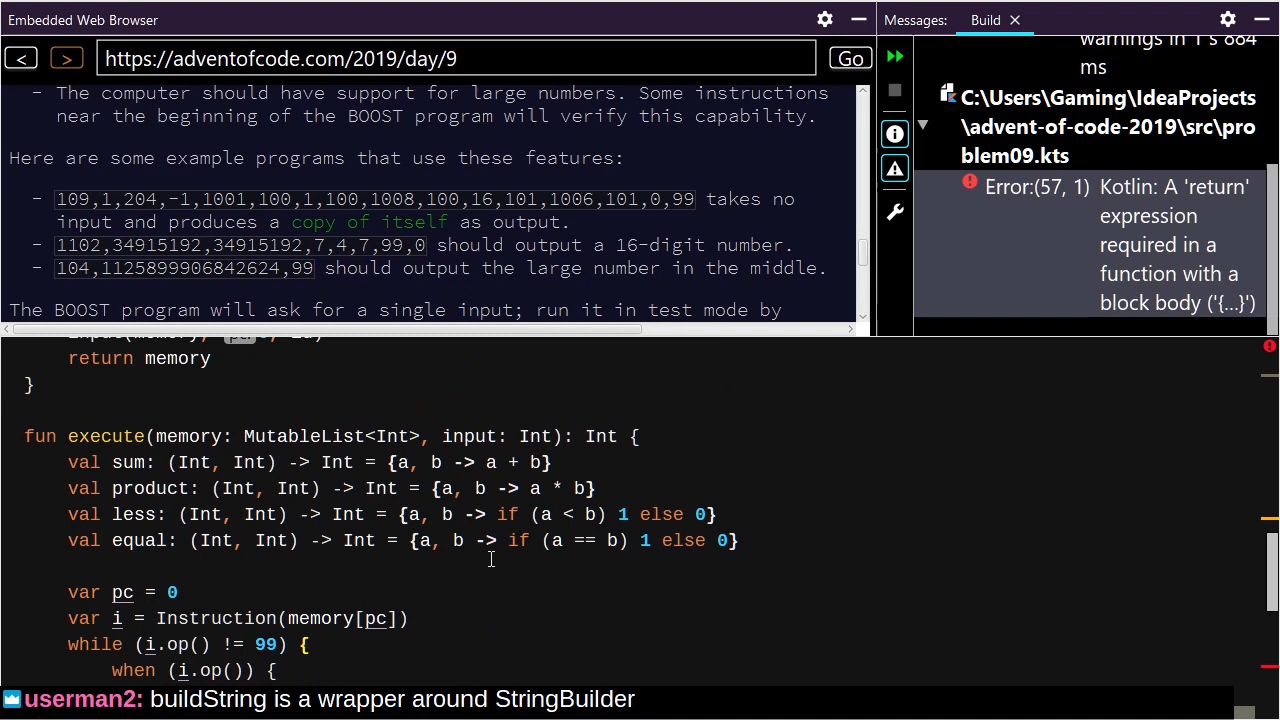 Embedded Web Browser
Messages: Build
< > https://adventofcode.com/2019/day/9 Go
- The computer should have support for large numbers. Some instructions
near the beginning of the BOOST program will verify this capability.
Here are some example programs that use these features:
- 109,1,204,-1,1001,100,1,100,1008,100,16,101,1006,101,0,99 takes no
input and produces a copy of itself as output.
- 1102,34915192,34915192,7,4,7,99,0 should output a 16-digit number.
- 104,1125899906842624,99 should output the large number in the middle.
The BOOST program will ask for a single input; run it in test mode by
warnings in 1 s 884
ms
C:\Users\Gaming\IdeaProjects
\advent-of-code-2019\src\pro
blem09.kts
Error:(57, 1) Kotlin: A 'return'
expression
required in a
function with a
block body ('{...}')
return memory
}
fun execute(memory: MutableList<Int>, input: Int): Int {
val sum: (Int, Int) -> Int = {a, b -> a + b}
val product: (Int, Int) -> Int = {a, b -> a * b}
val less: (Int, Int) -> Int = {a, b -> if (a < b) 1 else 0}
val equal: (Int, Int) -> Int = {a, b -> if (a == b) 1 else 0}
var pc = 0
var i = Instruction(memory[pc])
while (i.op() != 99) {
when (i.op()) {
userman2: buildString is a wrapper around StringBuilder